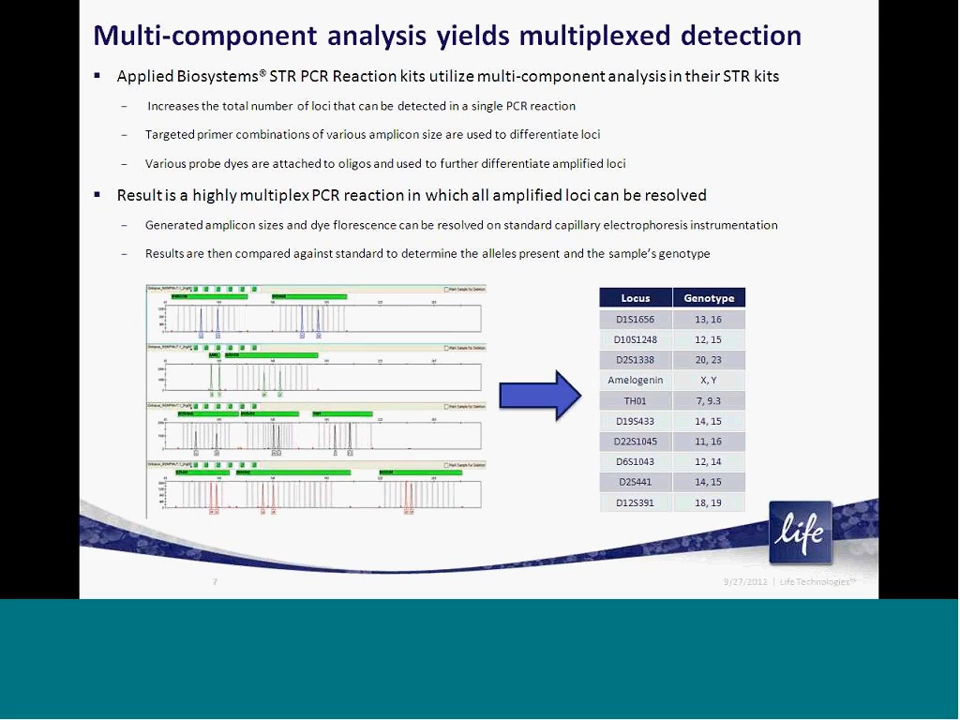 Multi-component analysis yields multiplexed detection
▪ Applied Biosystems® STR PCR Reaction kits utilize multi-component analysis in their STR kits
– Increases the total number of loci that can be detected in a single PCR reaction
– Targeted primer combinations of various amplicon size are used to differentiate loci
– Various probe dyes are attached to oligos and used to further differentiate amplified loci
▪ Result is a highly multiplex PCR reaction in which all amplified loci can be resolved
– Generated amplicon sizes and dye florescence can be resolved on standard capillary electrophoresis instrumentation
– Results are then compared against standard to determine the alleles present and the sample's genotype
Locus Genotype
D1S1656 13, 16
D10S1248 12, 15
D2S1338 20, 23
Amelogenin X, Y
TH01 7, 9.3
D19S433 14, 15
D22S1045 11, 16
D6S1043 12, 14
D2S441 14, 15
D12S391 18, 19
life
7
9/27/2012 | Life Technologies™